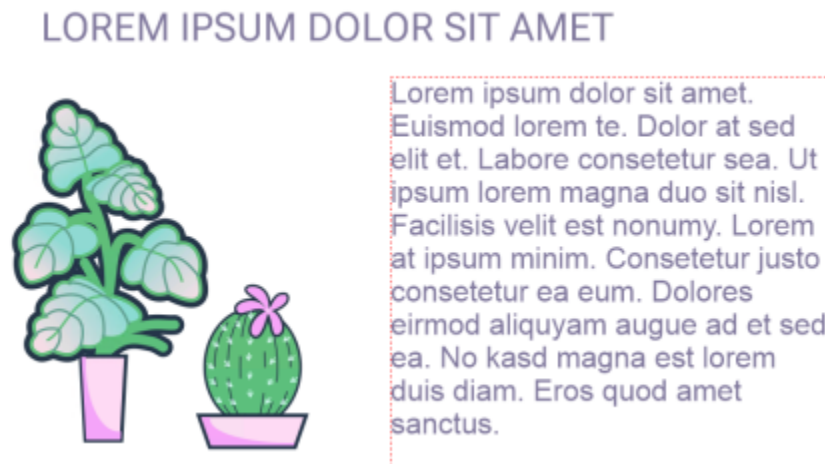 LOREM IPSUM DOLOR SIT AMET
Lorem ipsum dolor sit amet.
Euismod lorem te. Dolor at sed
elit et. Labore consetetur sea. Ut
ipsum lorem magna duo sit nisl.
Facilisis velit est nonumy. Lorem
at ipsum minim. Consetetur justo
consetetur ea eum. Dolores
eirmod aliquyam augue ad et sed
ea. No kasd magna est lorem
duis diam. Eros quod amet
sanctus.